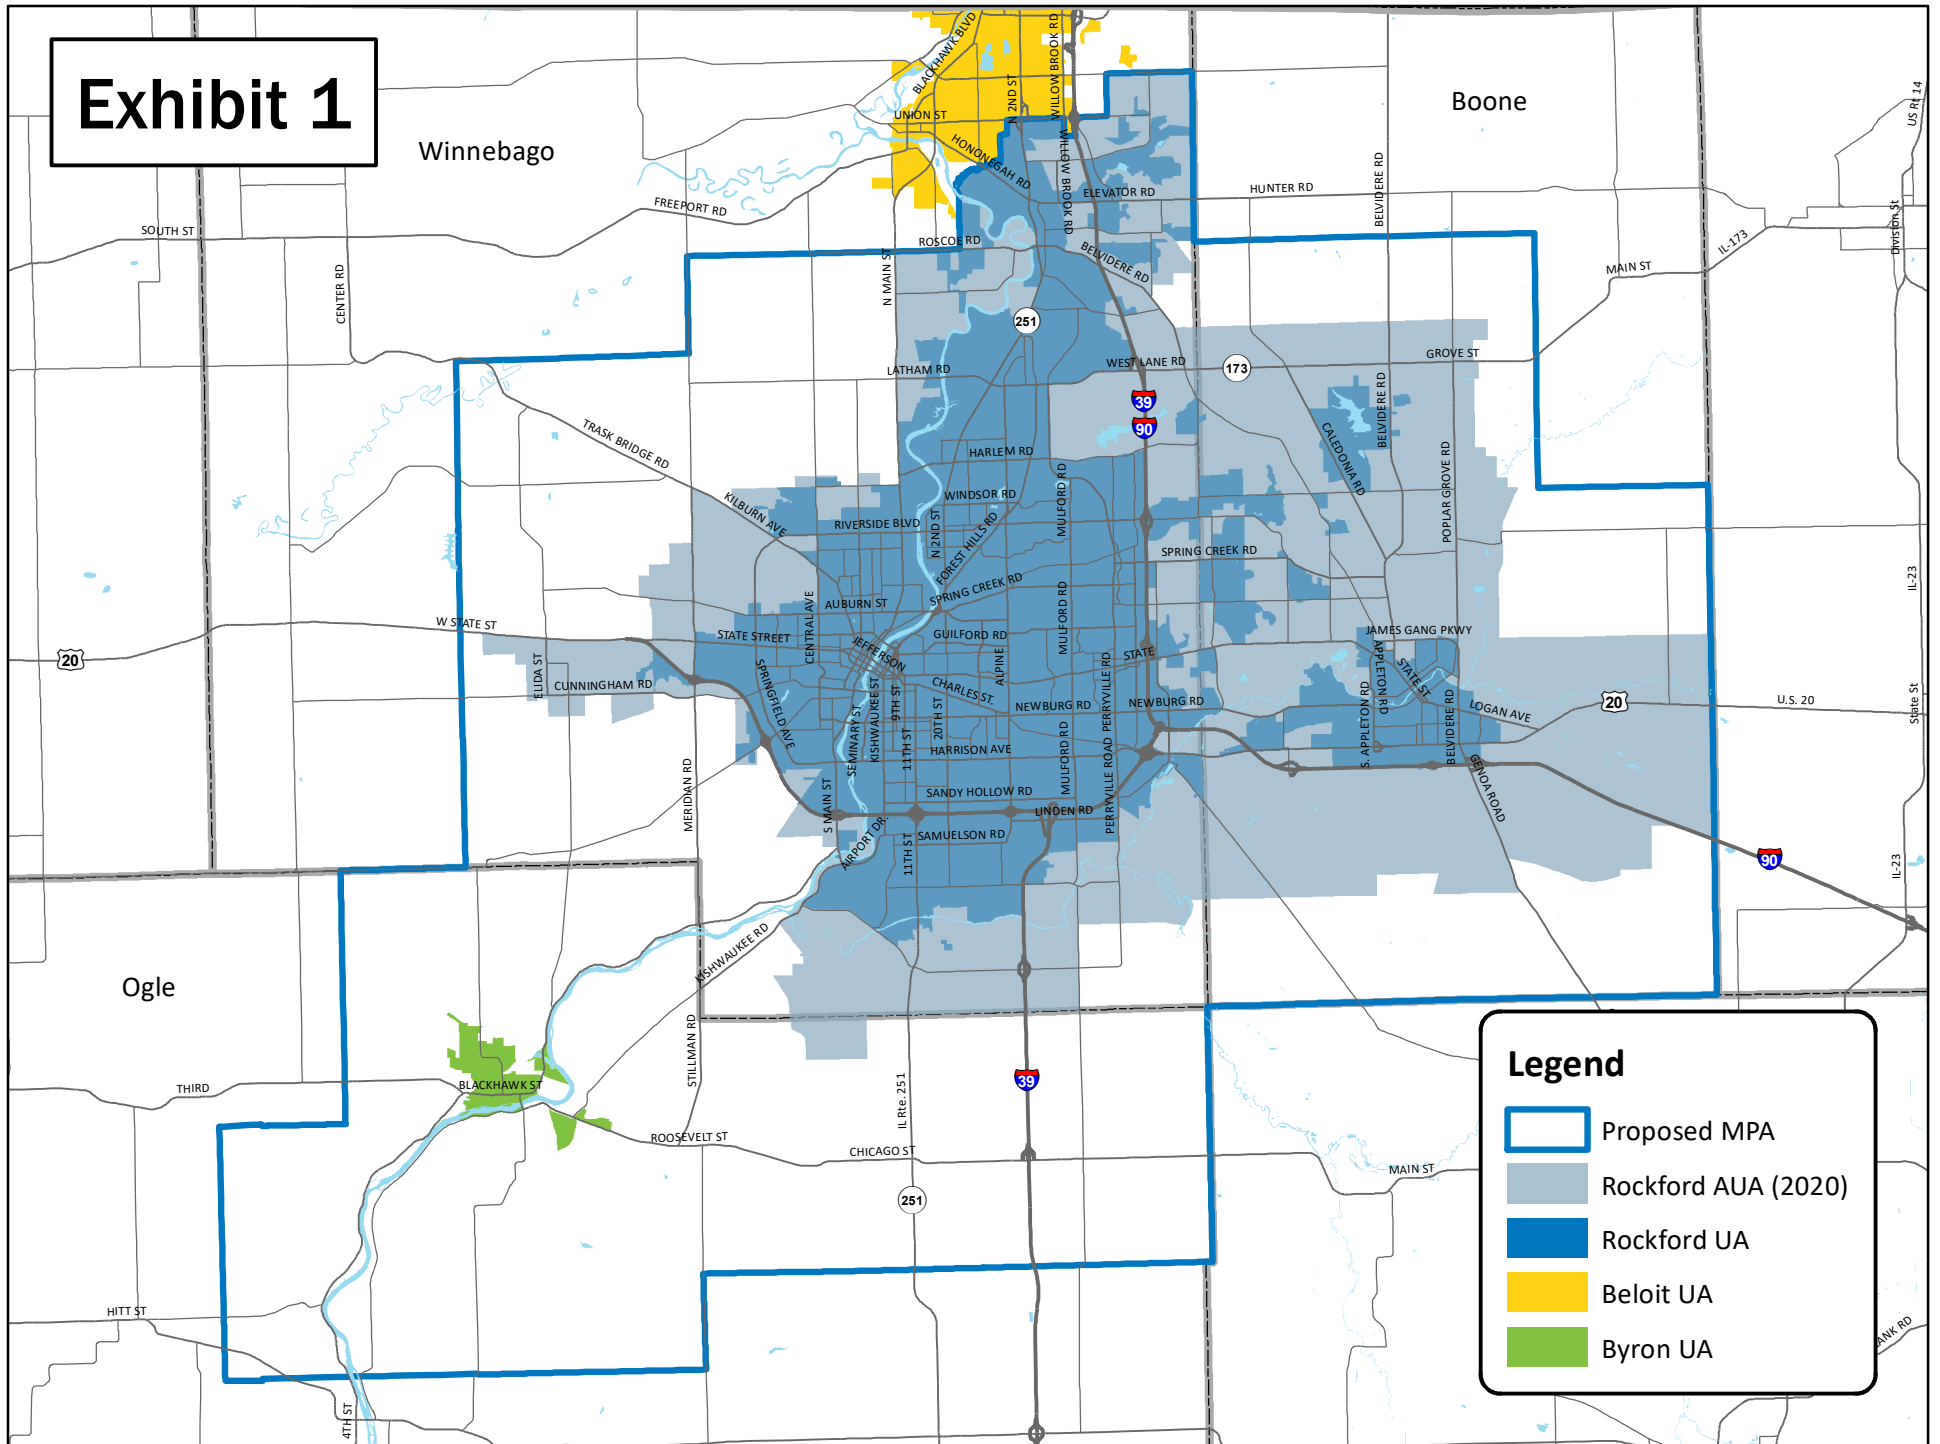 Exhibit 1
Winnebago
Boone
Ogle
BLACKHAWK BLVD
N 2ND ST
WILLOW BROOK RD
UNION ST
HONONEGAH RD
WILLOW BROOK RD
ELEVATOR RD
HUNTER RD
BELVIDERE RD
US Rt 14
Division St
FREEPORT RD
SOUTH ST
ROSCOE RD
BELVIDERE RD
IL-173
MAIN ST
CENTER RD
N MAIN ST
251
LATHAM RD
WEST LANE RD
173
GROVE ST
39
90
TRASK BRIDGE RD
CALEDONIA RD
BELVIDERE RD
HARLEM RD
POPLAR GROVE RD
KILBURN AVE
WINDSOR RD
MULFORD RD
RIVERSIDE BLVD
N 2ND ST
FOREST HILLS RD
SPRING CREEK RD
SPRING CREEK RD
IL-23
AUBURN ST
CENTRAL AVE
MULFORD RD
W STATE ST
STATE STREET
GUILFORD RD
JAMES GANG PKWY
20
JEFFERSON
ALPINE
STATE
APPLETON RD
STATE ST
ELIDA ST
CUNNINGHAM RD
SPRINGFIELD AVE
KISHWAUKEE ST
9TH ST
CHARLES ST.
20TH ST
NEWBURG RD
PERRYVILLE ROAD
NEWBURG RD
S. APPLETON RD
BELVIDERE RD
LOGAN AVE
20
U.S. 20
State St
SEMINARY ST
11TH ST
HARRISON AVE
MULFORD RD
PERRYVILLE RD
GENOA ROAD
MERIDIAN RD
S MAIN ST
SANDY HOLLOW RD
LINDEN RD
AIRPORT DR.
SAMUELSON RD
11TH ST
90
IL-23
KISHWAUKEE RD
STILLMAN RD
THIRD
BLACKHAWK ST
IL Rte. 251
39
ROOSEVELT ST
CHICAGO ST
MAIN ST
251
HITT ST
4TH ST
ANK RD
Legend
Proposed MPA
Rockford AUA (2020)
Rockford UA
Beloit UA
Byron UA